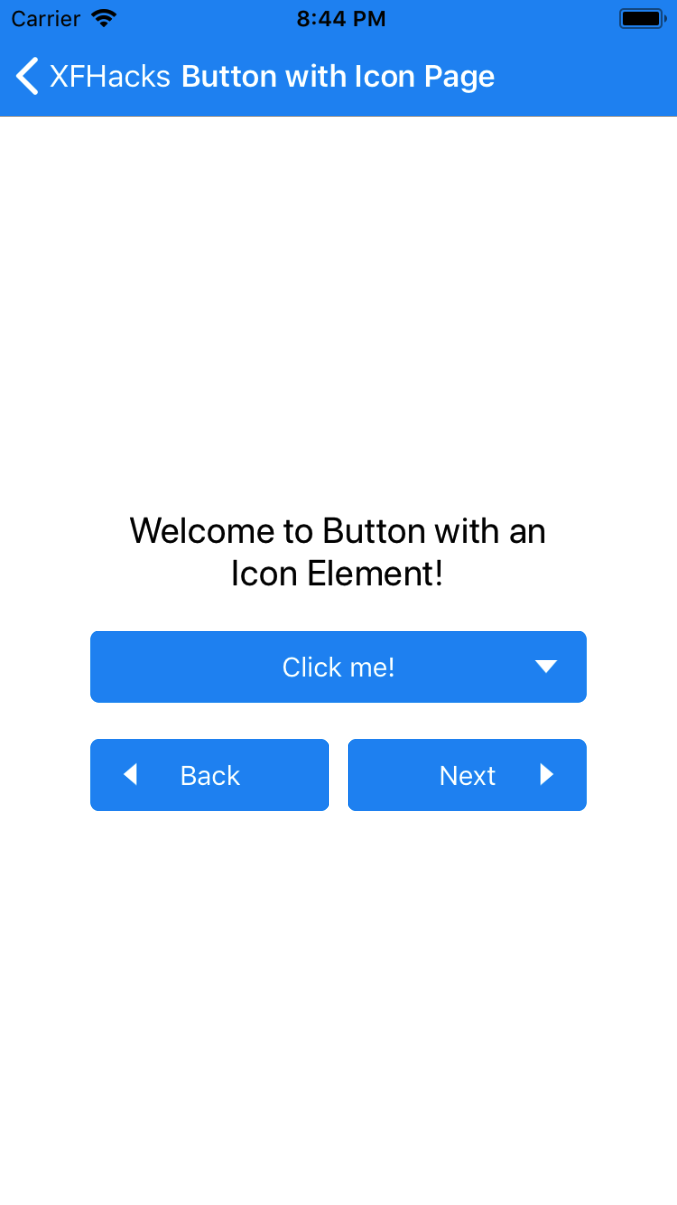 Carrier 8:44 PM
XFHacks Button with Icon Page
Welcome to Button with an
Icon Element!
Click me!
Back Next